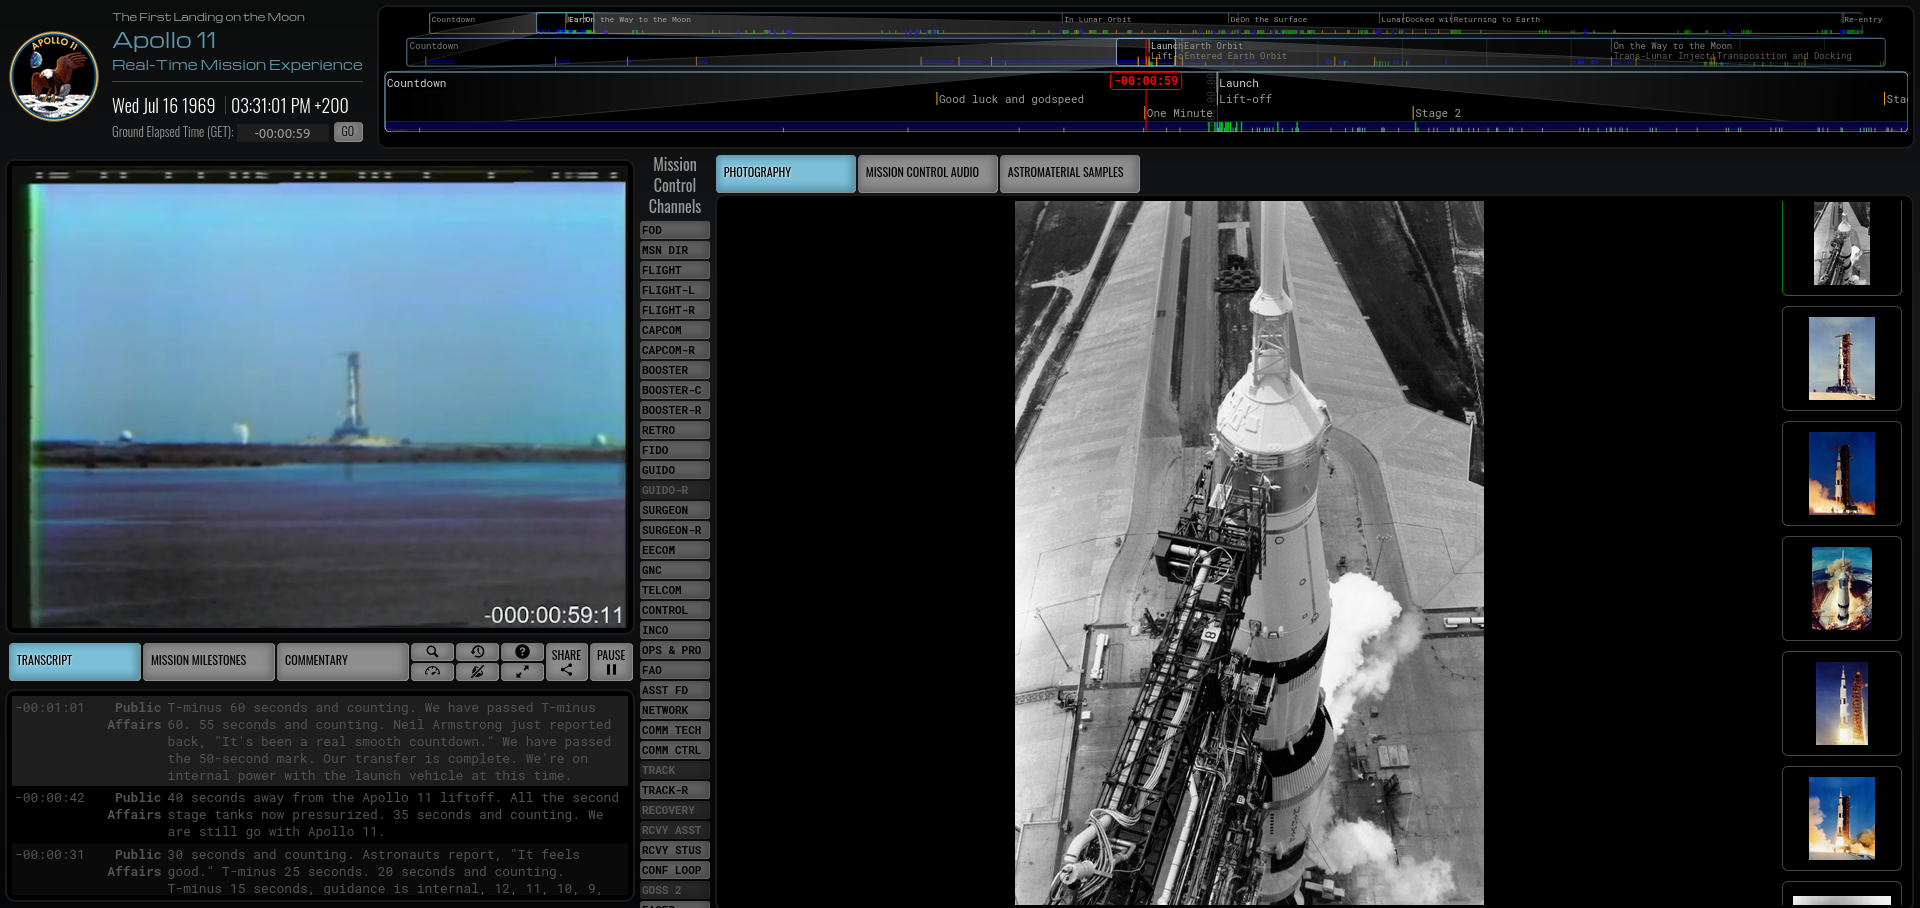 The First Landing on the Moon
Apollo 11
Real-Time Mission Experience
APOLLO 11
Wed Jul 16 1969 03:31:01 PM +200
Ground Elapsed Time (GET): -00:00:59 GO
Countdown
On the Way to the Moon
In Lunar Orbit
On the Surface
Docked
Returning to Earth
Re-entry
Countdown
Launch
Earth Orbit
Entered Earth Orbit
On the Way to the Moon
Transposition and Docking
-00:00:59
Countdown
Launch
Good luck and godspeed
Lift-off
One Minute
Stage 2
-000:00:59:11
Mission
Control
Channels
FOD
MSN DIR
FLIGHT
FLIGHT-L
FLIGHT-R
CAPCOM
CAPCOM-R
BOOSTER
BOOSTER-C
BOOSTER-R
RETRO
FIDO
GUIDO
GUIDO-R
SURGEON
SURGEON-R
EECOM
GNC
TELCOM
CONTROL
INCO
OPS & PRO
FAO
ASST FD
NETWORK
COMM TECH
COMM CTRL
TRACK
TRACK-R
RECOVERY
RCVY ASST
RCVY STUS
CONF LOOP
GOSS 2
PHOTOGRAPHY
MISSION CONTROL AUDIO
ASTROMATERIAL SAMPLES
TRANSCRIPT
MISSION MILESTONES
COMMENTARY
SHARE
PAUSE
-00:01:01 Public Affairs T-minus 60 seconds and counting. We have passed T-minus
60. 55 seconds and counting. Neil Armstrong just reported
back, "It's been a real smooth countdown." We have passed
the 50-second mark. Our transfer is complete. We're on
internal power with the launch vehicle at this time.
-00:00:42 Public Affairs 40 seconds away from the Apollo 11 liftoff. All the second
stage tanks now pressurized. 35 seconds and counting. We
are still go with Apollo 11.
-00:00:31 Public Affairs 30 seconds and counting. Astronauts report, "It feels
good." T-minus 25 seconds. 20 seconds and counting.
T-minus 15 seconds, guidance is internal, 12, 11, 10, 9,